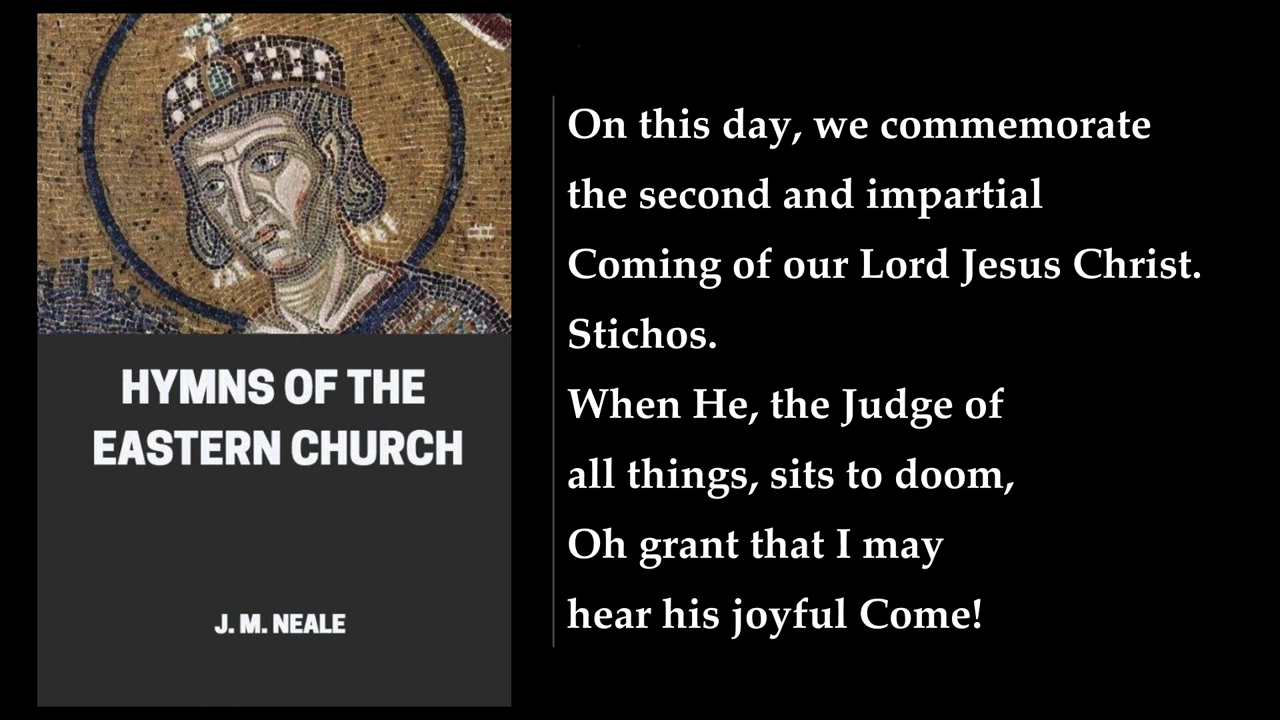 HYMNS OF THE
EASTERN CHURCH
J. M. NEALE
On this day, we commemorate
the second and impartial
Coming of our Lord Jesus Christ.
Stichos.
When He, the Judge of
all things, sits to doom,
Oh grant that I may
hear his joyful Come!